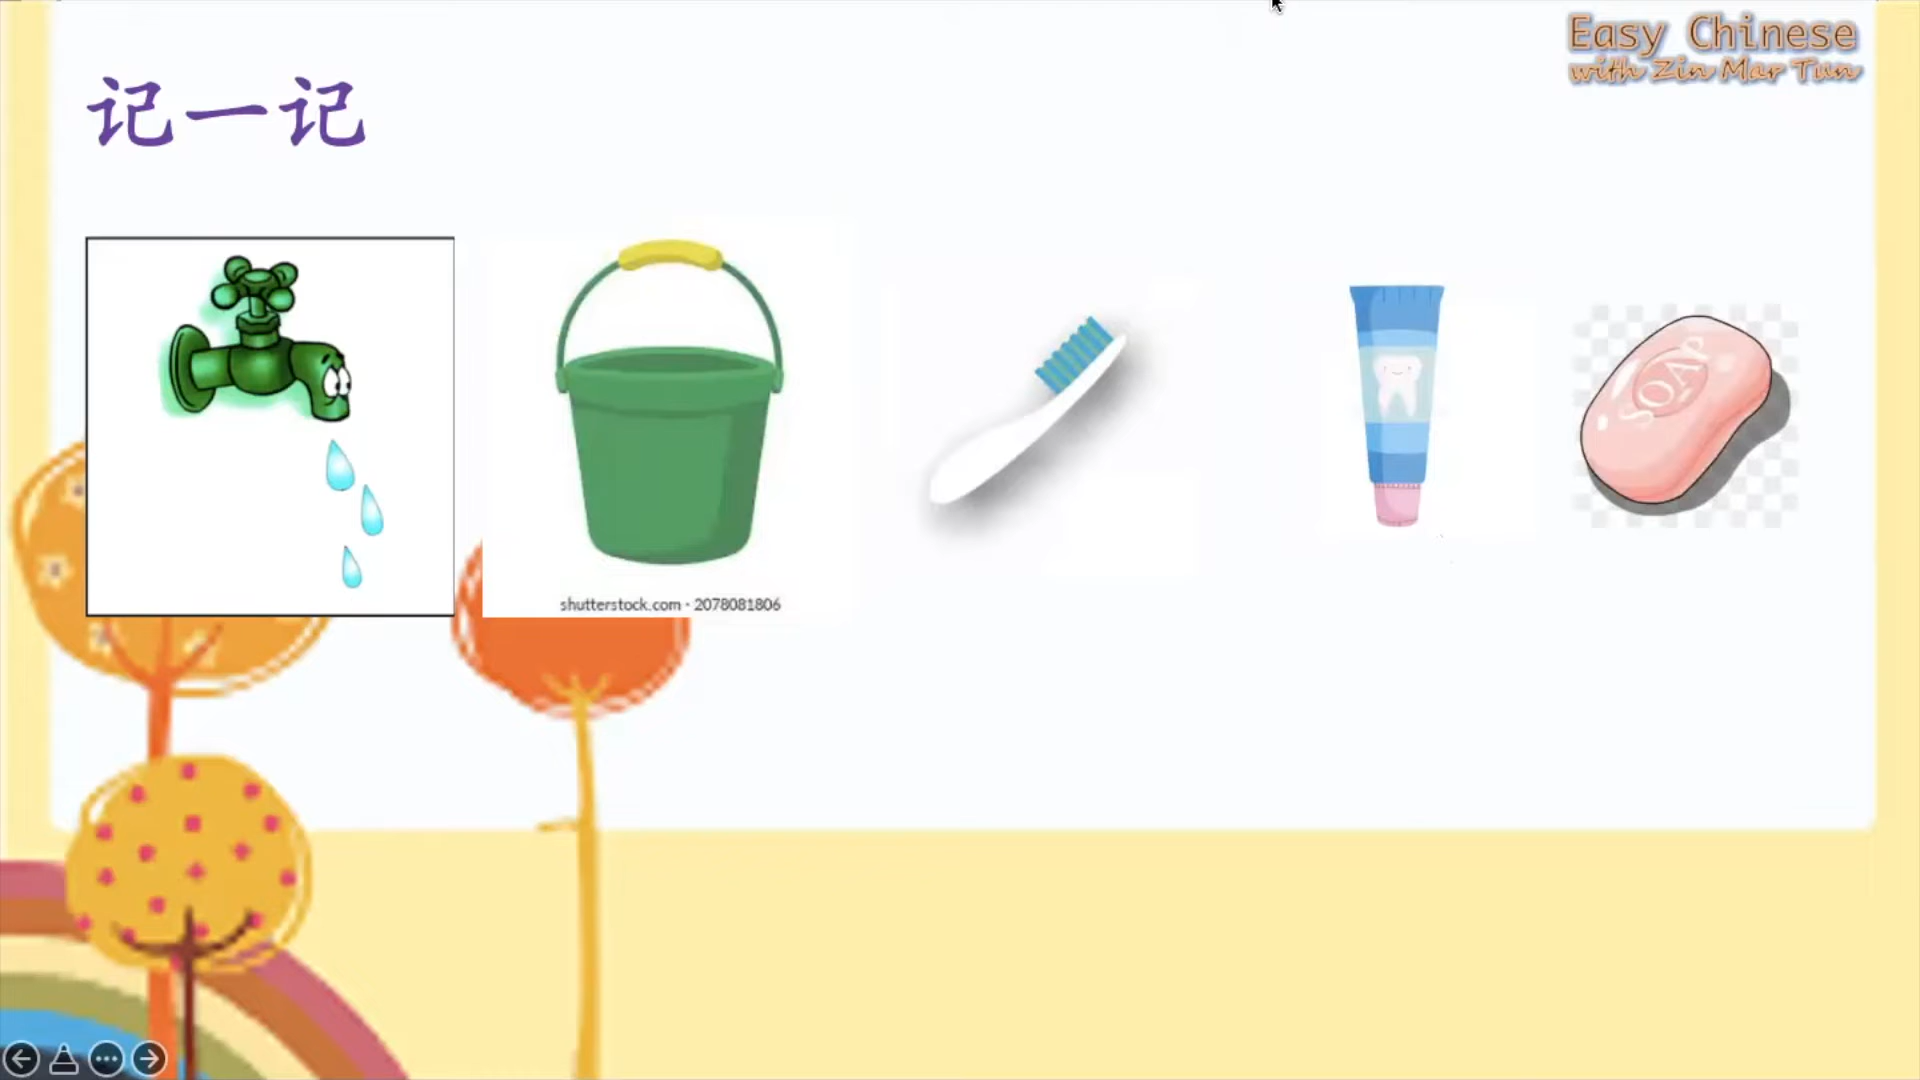 Easy Chinese
with Zin Mar Tun
记一记
SOAP
shutterstock.com · 2078081806